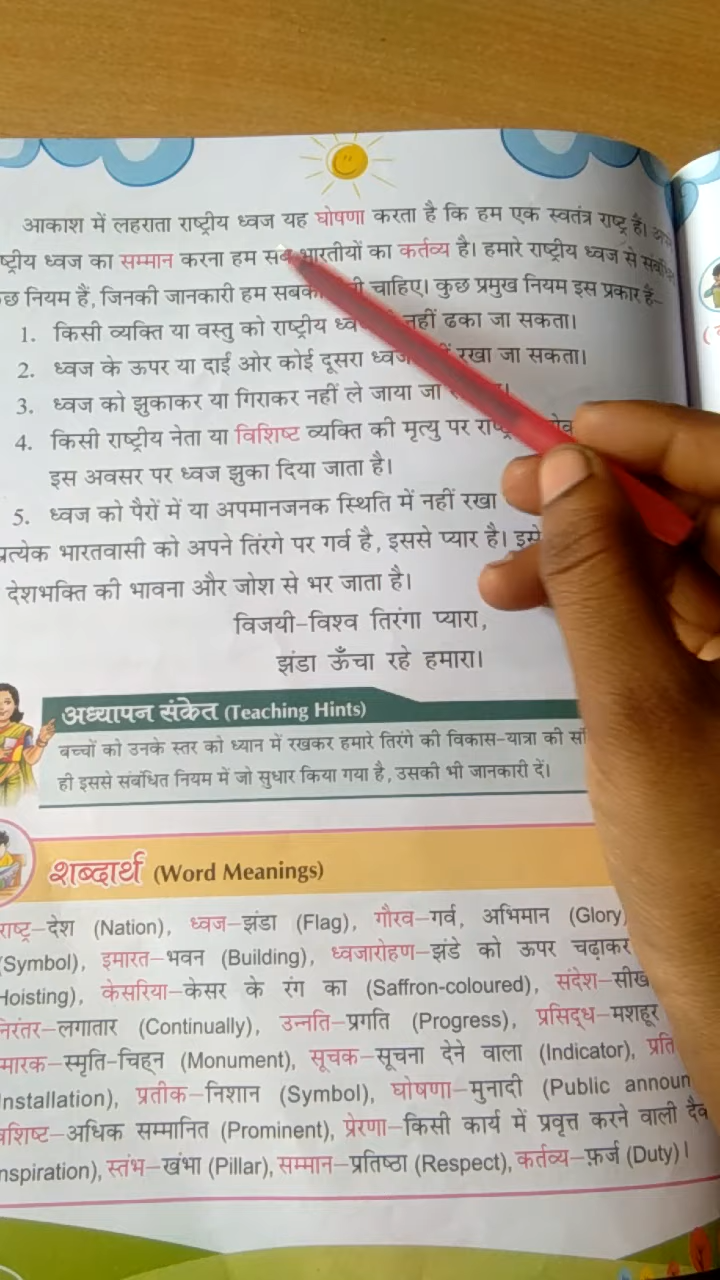 आकाश में लहराता राष्ट्रीय ध्वज यह घोषणा करता है कि हम एक स्वतंत्र राष्ट्र हैं।
ष्ट्रीय ध्वज का सम्मान करना हम सब भारतीयों का कर्तव्य है। हमारे राष्ट्रीय ध्वज से संबंधित
छ नियम हैं, जिनकी जानकारी हम सबको चाहिए। कुछ प्रमुख नियम इस प्रकार हैं–
1. किसी व्यक्ति या वस्तु को राष्ट्रीय नहीं ढका जा सकता।
2. ध्वज के ऊपर या दाईं ओर कोई दूसरा ध्वज रखा जा सकता।
3. ध्वज को झुकाकर या गिराकर नहीं ले जाया जा
4. किसी राष्ट्रीय नेता या विशिष्ट व्यक्ति की मृत्यु पर
इस अवसर पर ध्वज झुका दिया जाता है।
5. ध्वज को पैरों में या अपमानजनक स्थिति में नहीं रखा
प्रत्येक भारतवासी को अपने तिरंगे पर गर्व है, इससे प्यार है।
देशभक्ति की भावना और जोश से भर जाता है।
विजयी-विश्व तिरंगा प्यारा,
झंडा ऊँचा रहे हमारा।
अध्यापन संकेत (Teaching Hints)
बच्चों को उनके स्तर को ध्यान में रखकर हमारे तिरंगे की विकास-यात्रा की
ही इससे संबंधित नियम में जो सुधार किया गया है, उसकी भी जानकारी दें।
शब्दार्थ (Word Meanings)
राष्ट्र–देश (Nation), ध्वज–झंडा (Flag), गौरव–गर्व, अभिमान (Glory)
(Symbol), इमारत–भवन (Building), ध्वजारोहण–झंडे को ऊपर चढ़ाकर
Hoisting), केसरिया–केसर के रंग का (Saffron-coloured), संदेश–सीख
निरंतर–लगातार (Continually), उन्नति–प्रगति (Progress), प्रसिद्ध–मशहूर
मारक–स्मृति-चिह्न (Monument), सूचक–सूचना देने वाला (Indicator), प्रति
Installation), प्रतीक–निशान (Symbol), घोषणा–मुनादी (Public announ
विशिष्ट–अधिक सम्मानित (Prominent), प्रेरणा–किसी कार्य में प्रवृत्त करने वाली
nspiration), स्तंभ–खंभा (Pillar), सम्मान–प्रतिष्ठा (Respect), कर्तव्य–फ़र्ज (Duty)।